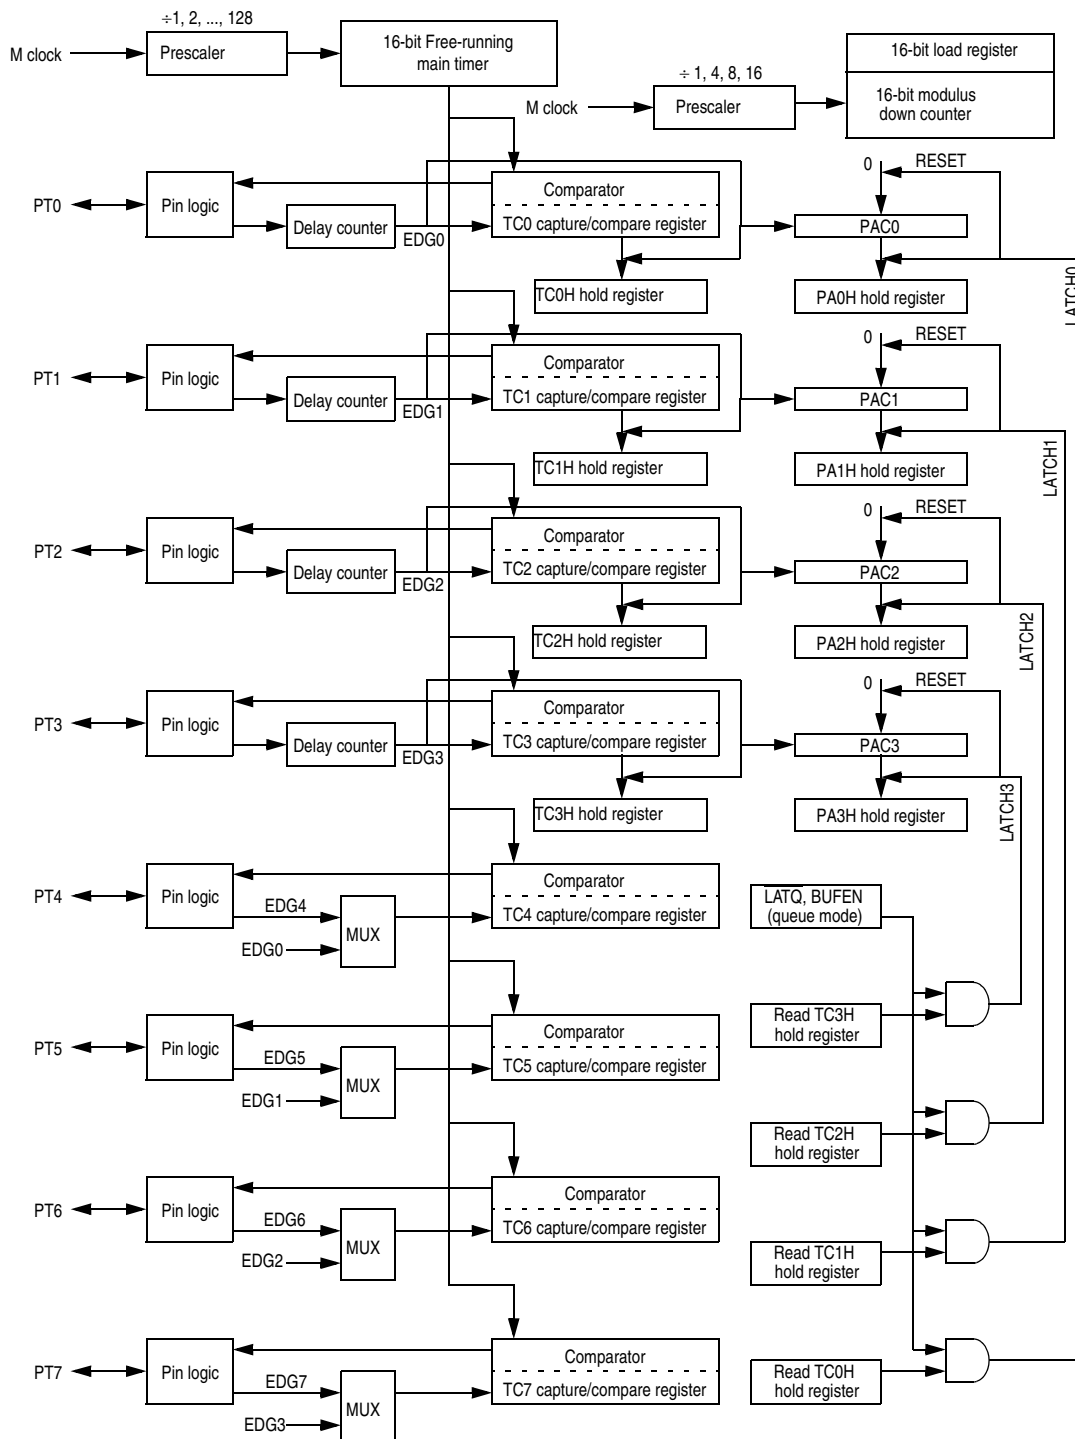 ÷1, 2, ..., 128
M clock
Prescaler
16-bit Free-running
main timer
16-bit load register
÷ 1, 4, 8, 16
M clock
Prescaler
16-bit modulus
down counter
PT0
Pin logic
Delay counter
EDG0
Comparator
TC0 capture/compare register
TC0H hold register
0
RESET
PAC0
PA0H hold register
LATCH0
PT1
Pin logic
Delay counter
EDG1
Comparator
TC1 capture/compare register
TC1H hold register
0
RESET
PAC1
PA1H hold register
LATCH1
PT2
Pin logic
Delay counter
EDG2
Comparator
TC2 capture/compare register
TC2H hold register
0
RESET
PAC2
PA2H hold register
LATCH2
PT3
Pin logic
Delay counter
EDG3
Comparator
TC3 capture/compare register
TC3H hold register
0
RESET
PAC3
PA3H hold register
LATCH3
PT4
Pin logic
EDG4
EDG0
MUX
Comparator
TC4 capture/compare register
LATQ, BUFEN
(queue mode)
Read TC3H
hold register
PT5
Pin logic
EDG5
EDG1
MUX
Comparator
TC5 capture/compare register
Read TC2H
hold register
PT6
Pin logic
EDG6
EDG2
MUX
Comparator
TC6 capture/compare register
Read TC1H
hold register
PT7
Pin logic
EDG7
EDG3
MUX
Comparator
TC7 capture/compare register
Read TC0H
hold register